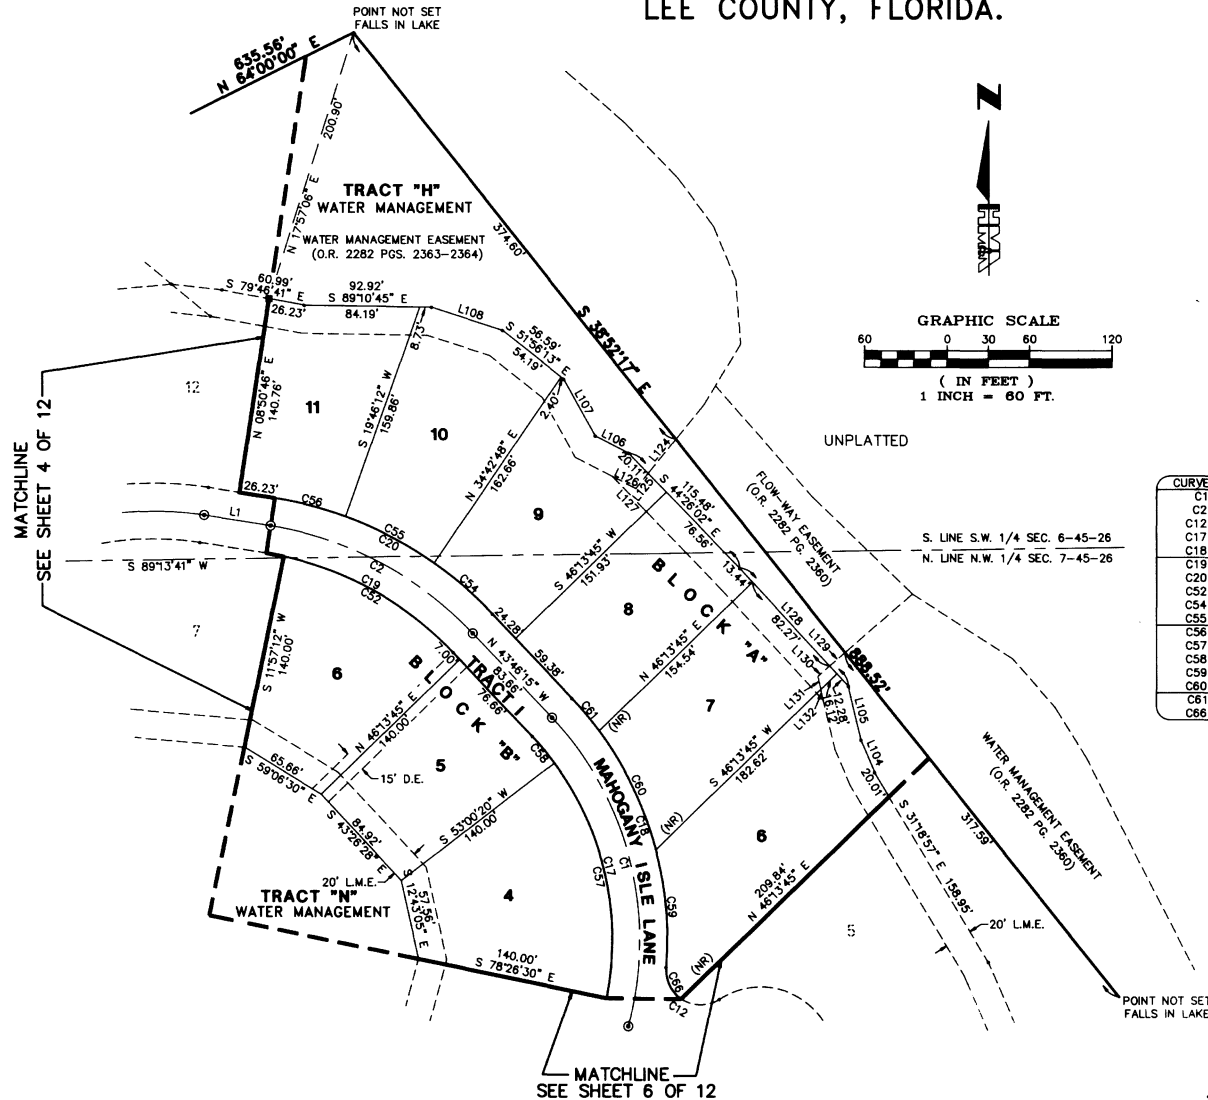 LEE COUNTY, FLORIDA.
POINT NOT SET
FALLS IN LAKE
635.56'
N 64°00'00" E
200.90'
N 17°57'06" E
TRACT "H"
WATER MANAGEMENT
WATER MANAGEMENT EASEMENT
(O.R. 2282 PGS. 2363-2364)
374.60'
S 38°52'17" E
888.52'
N
GRAPHIC SCALE
60 0 30 60 120
( IN FEET )
1 INCH = 60 FT.
UNPLATTED
60.99'
S 79°46'41" E
26.23'
92.92'
S 89°10'45" E
84.19'
8.73'
L108
56.59'
S 51°56'13" E
54.19'
2.40'
L107
L106
L124
20.11'
L126
L125
L127
115.48'
S 44°26'02" E
76.56'
13.44'
FLOW-WAY EASEMENT
(O.R. 2282 PG. 2360)
S. LINE S.W. 1/4 SEC. 6-45-26
N. LINE N.W. 1/4 SEC. 7-45-26
CURVE
C1
C2
C12
C17
C18
C19
C20
C52
C54
C55
C56
C57
C58
C59
C60
C61
C66
MATCHLINE
SEE SHEET 4 OF 12
12
N 08°50'46" E
140.76'
11
S 19°46'12" W
159.86'
10
N 34°42'48" E
162.66'
9
S 46°13'45" W
151.93'
8
BLOCK "A"
N 46°13'45" E
154.54'
(NR)
7
L128
82.27'
L129
L130
L131
L132
12.28'
16.12'
L105
L104
20.01'
S 46°13'45" W
182.62'
(NR)
6
209.84'
N 46°13'45" E
(NR)
S 31°18'57" E 158.95'
20' L.M.E.
317.59'
WATER MANAGEMENT EASEMENT
(O.R. 2282 PG. 2360)
5
POINT NOT SET
FALLS IN LAKE
26.23'
L1
C56
C55
C20
C54
C2
C19
C52
24.28'
59.38'
C61
N 43°46'15" W
83.66'
TRACT I
76.66'
7.00'
C58
C60
C18
C1
C17
C57
C59
C66
C12
MAHOGANY ISLE LANE
S 89°13'41" W
7
S 11°57'12" W
140.00'
6
BLOCK "B"
N 46°13'45" E
140.00'
5
15' D.E.
65.66'
S 59°06'30" E
84.92'
S 43°26'28" E
S 53°00'20" W
140.00'
20' L.M.E.
57.56'
S 12°43'05" E
TRACT "N"
WATER MANAGEMENT
4
140.00'
S 78°26'30" E
MATCHLINE
SEE SHEET 6 OF 12